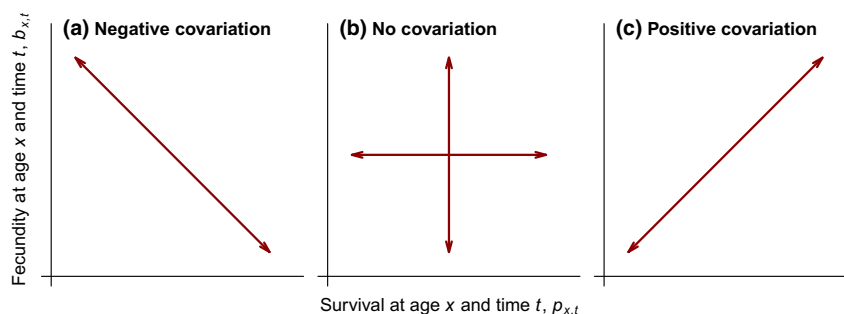 (a) Negative covariation
(b) No covariation
(c) Positive covariation
Fecundity at age x and time t, b_{x,t}
Survival at age x and time t, p_{x,t}